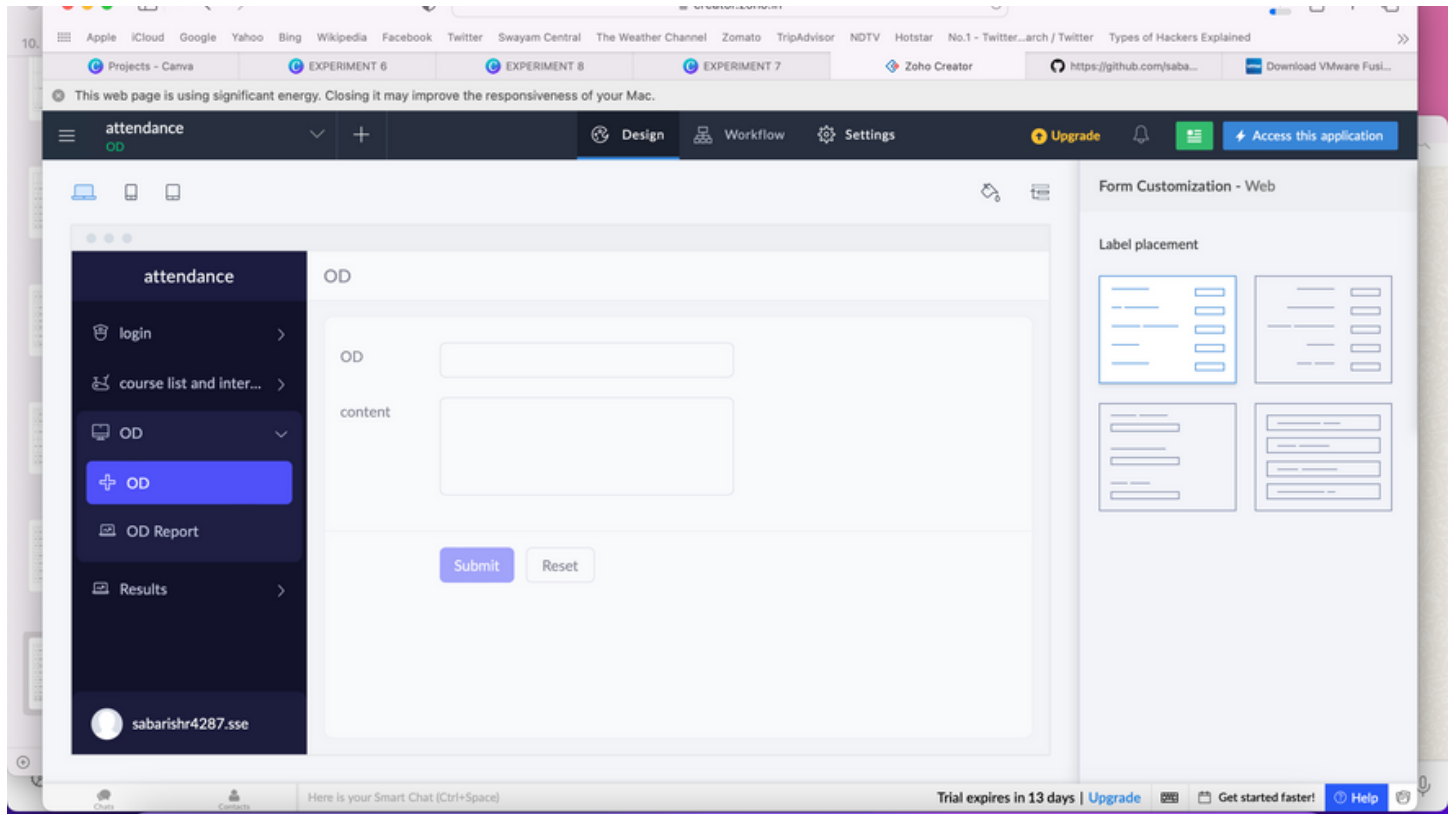 creator.zoho.in
10.
Apple iCloud Google Yahoo Bing Wikipedia Facebook Twitter Swayam Central The Weather Channel Zomato TripAdvisor NDTV Hotstar No.1 - Twitter...arch / Twitter Types of Hackers Explained
Projects - Canva EXPERIMENT 6 EXPERIMENT 8 EXPERIMENT 7 Zoho Creator https://github.com/saba... Download VMware Fusi...
This web page is using significant energy. Closing it may improve the responsiveness of your Mac.
attendance
OD
Design Workflow Settings Upgrade Access this application
Form Customization - Web
Label placement
attendance
OD
login
course list and inter...
OD
OD
OD Report
Results
sabarishr4287.sse
OD
content
Submit Reset
Chats Contacts Here is your Smart Chat (Ctrl+Space) Trial expires in 13 days | Upgrade Get started faster! Help